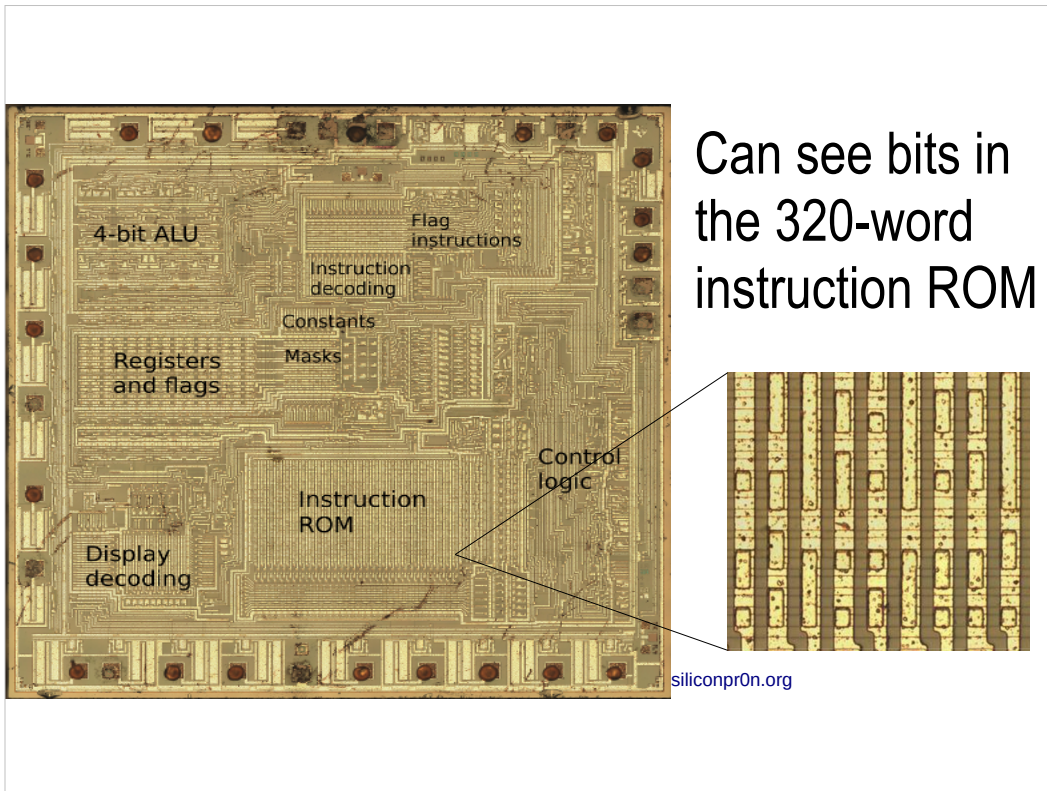 Can see bits in
the 320-word
instruction ROM
4-bit ALU
Flag
instructions
Instruction
decoding
Constants
Masks
Registers
and flags
Control
logic
Instruction
ROM
Display
decoding
siliconpr0n.org